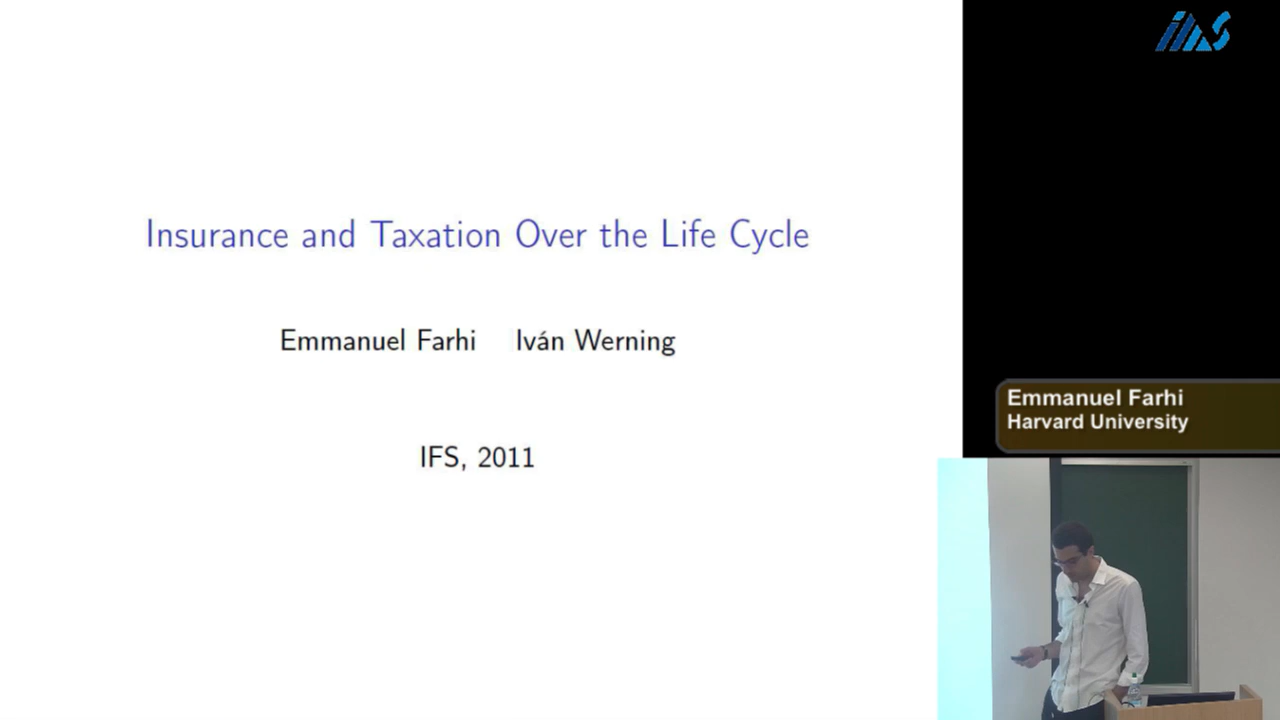 Insurance and Taxation Over the Life Cycle
Emmanuel Farhi Iván Werning
IFS, 2011
Emmanuel Farhi
Harvard University